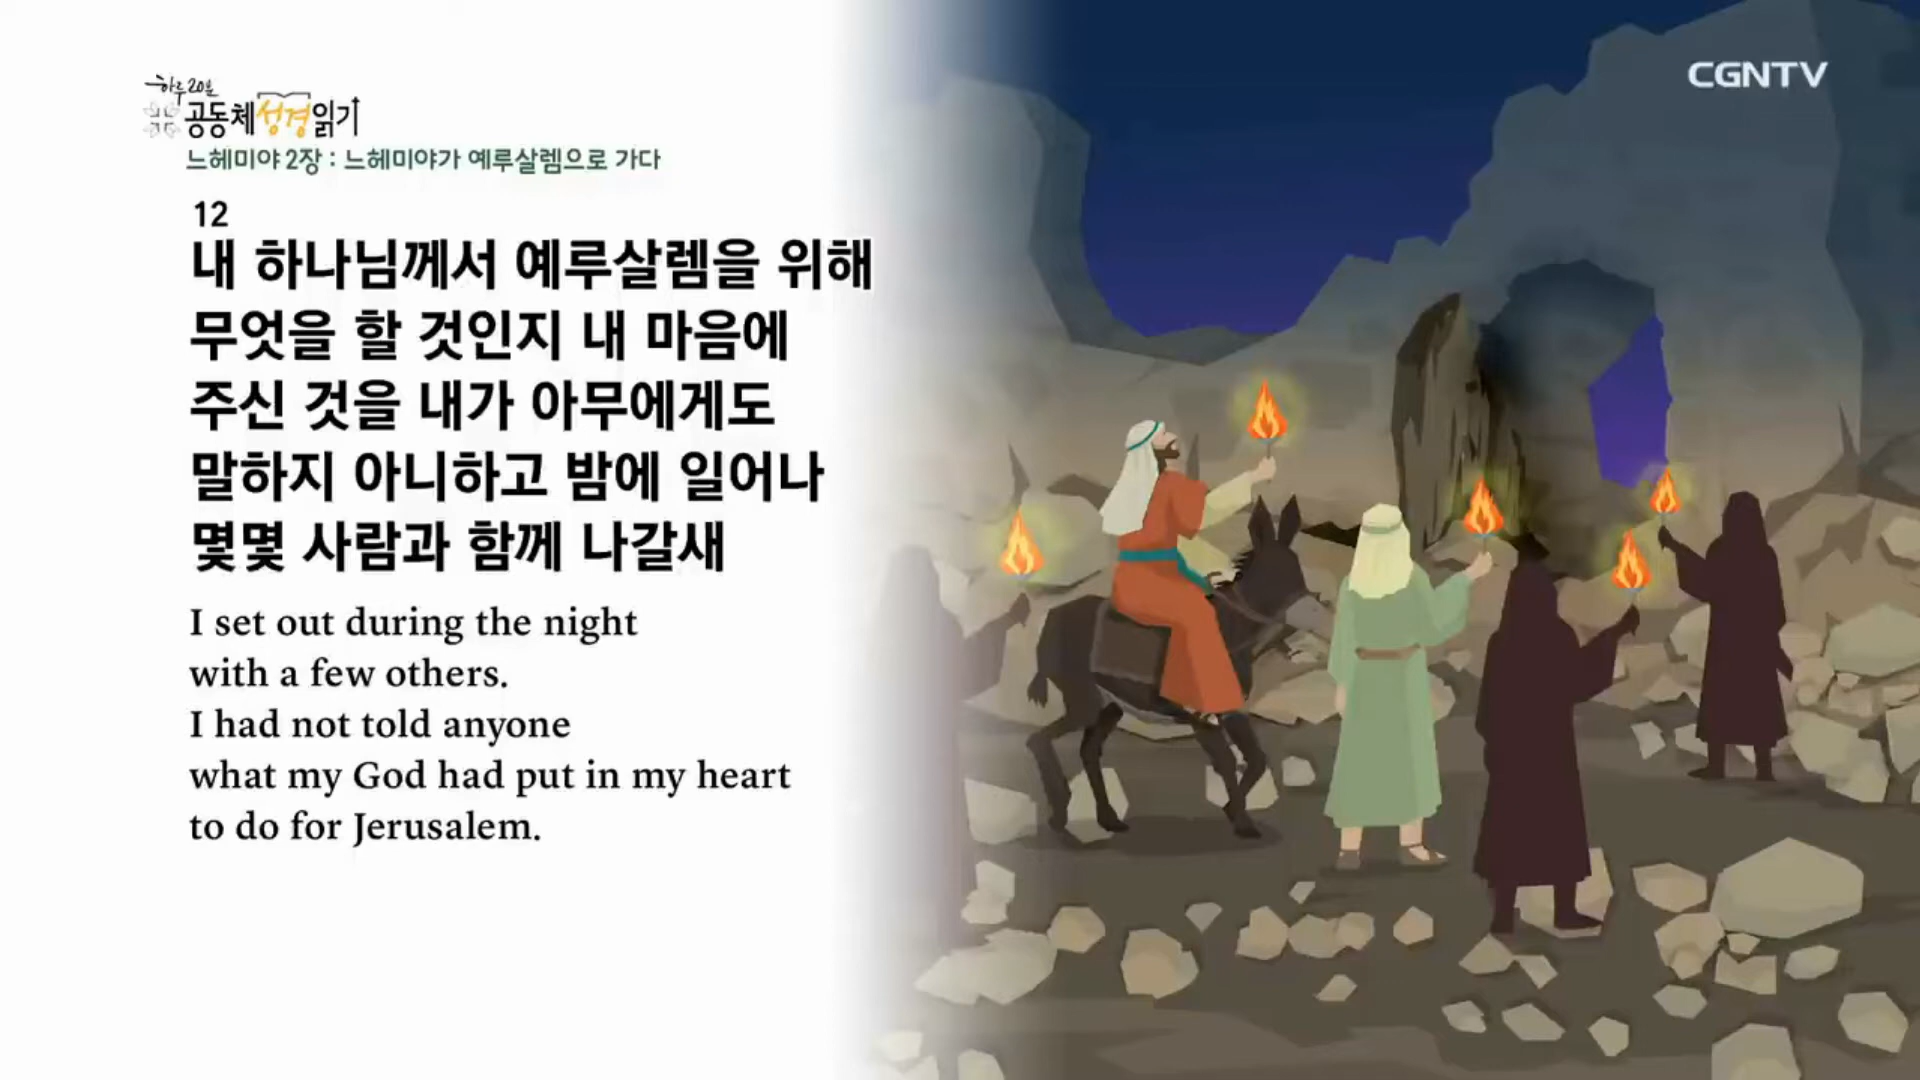 하루 20분
공동체성경읽기
CGNTV
느헤미야 2장 : 느헤미야가 예루살렘으로 가다
12
내 하나님께서 예루살렘을 위해
무엇을 할 것인지 내 마음에
주신 것을 내가 아무에게도
말하지 아니하고 밤에 일어나
몇몇 사람과 함께 나갈새
I set out during the night
with a few others.
I had not told anyone
what my God had put in my heart
to do for Jerusalem.